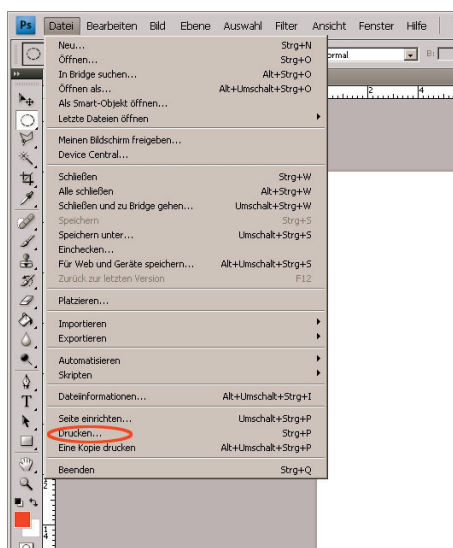 Ps Datei Bearbeiten Bild Ebene Auswahl Filter Ansicht Fenster Hilfe
Neu... Strg+N
Öffnen... Strg+O
In Bridge suchen... Alt+Strg+O
Öffnen als... Alt+Umschalt+Strg+O
Als Smart-Objekt öffnen...
Letzte Dateien öffnen
Meinen Bildschirm freigeben...
Device Central...
Schließen Strg+W
Alle schließen Alt+Strg+W
Schließen und zu Bridge gehen... Umschalt+Strg+W
Speichern Strg+S
Speichern unter... Umschalt+Strg+S
Einchecken...
Für Web und Geräte speichern... Alt+Umschalt+Strg+S
Zurück zur letzten Version F12
Platzieren...
Importieren
Exportieren
Automatisieren
Skripten
Dateiinformationen... Alt+Umschalt+Strg+I
Seite einrichten... Umschalt+Strg+P
Drucken... Strg+P
Eine Kopie drucken Alt+Umschalt+Strg+P
Beenden Strg+Q
ormal B:
2 4
T
2
1
4